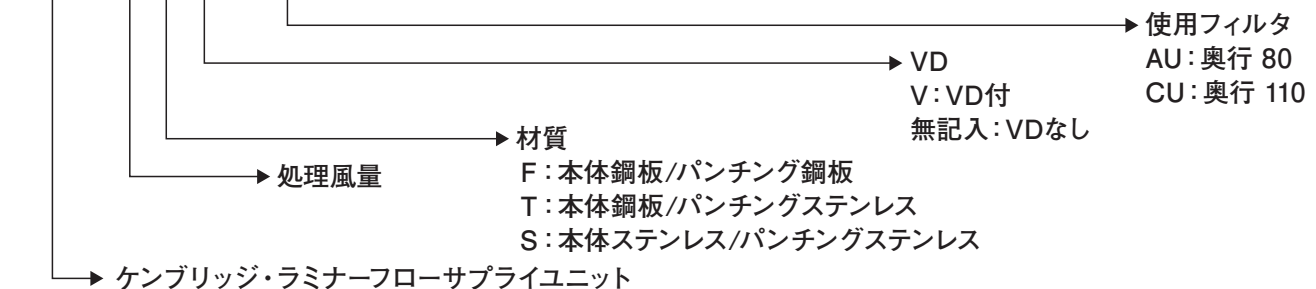 使用フィルタ
AU：奥行 80
CU：奥行 110
VD
V：VD付
無記入：VDなし
材質
F：本体鋼板/パンチング鋼板
T：本体鋼板/パンチングステンレス
S：本体ステンレス/パンチングステンレス
処理風量
ケンブリッジ・ラミナーフローサプライユニット